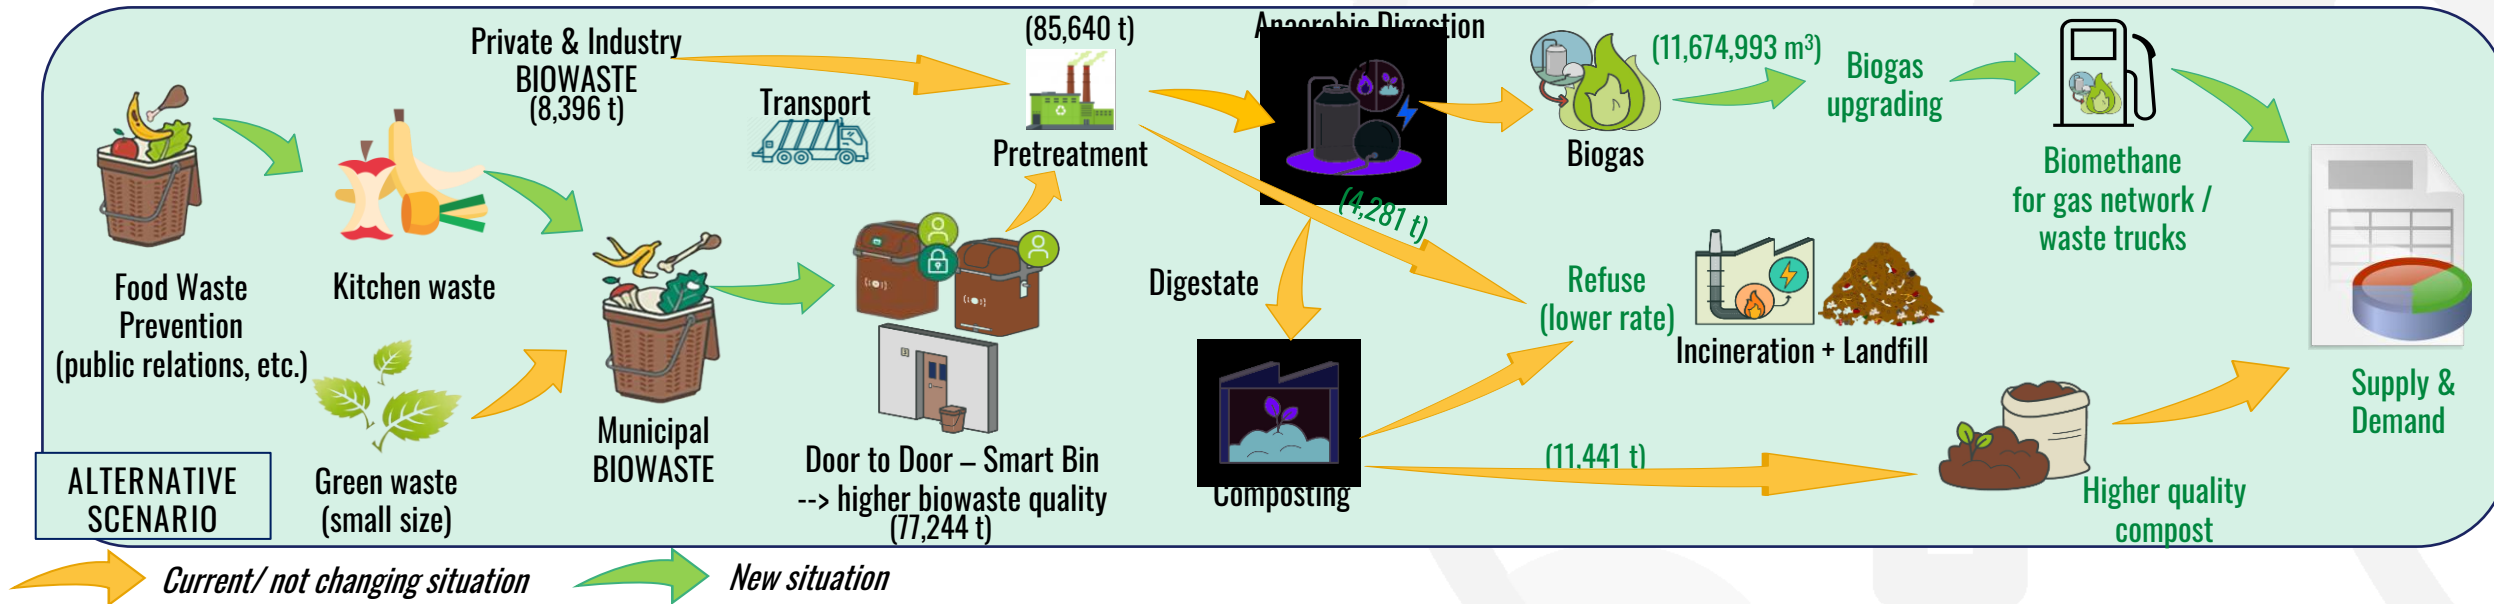 Private & Industry
BIOWASTE
(8,396 t)
Transport
(85,640 t)
Pretreatment
Anaerobic Digestion
Biogas
(11,674,993 m³)
Biogas
upgrading
Biomethane
for gas network /
waste trucks
Food Waste
Prevention
(public relations, etc.)
Kitchen waste
Green waste
(small size)
Municipal
BIOWASTE
Door to Door – Smart Bin
--> higher biowaste quality
(77,244 t)
(4,281 t)
Digestate
Composting
Refuse
(lower rate)
Incineration + Landfill
(11,441 t)
Higher quality
compost
Supply &
Demand
ALTERNATIVE
SCENARIO
Current/ not changing situation
New situation